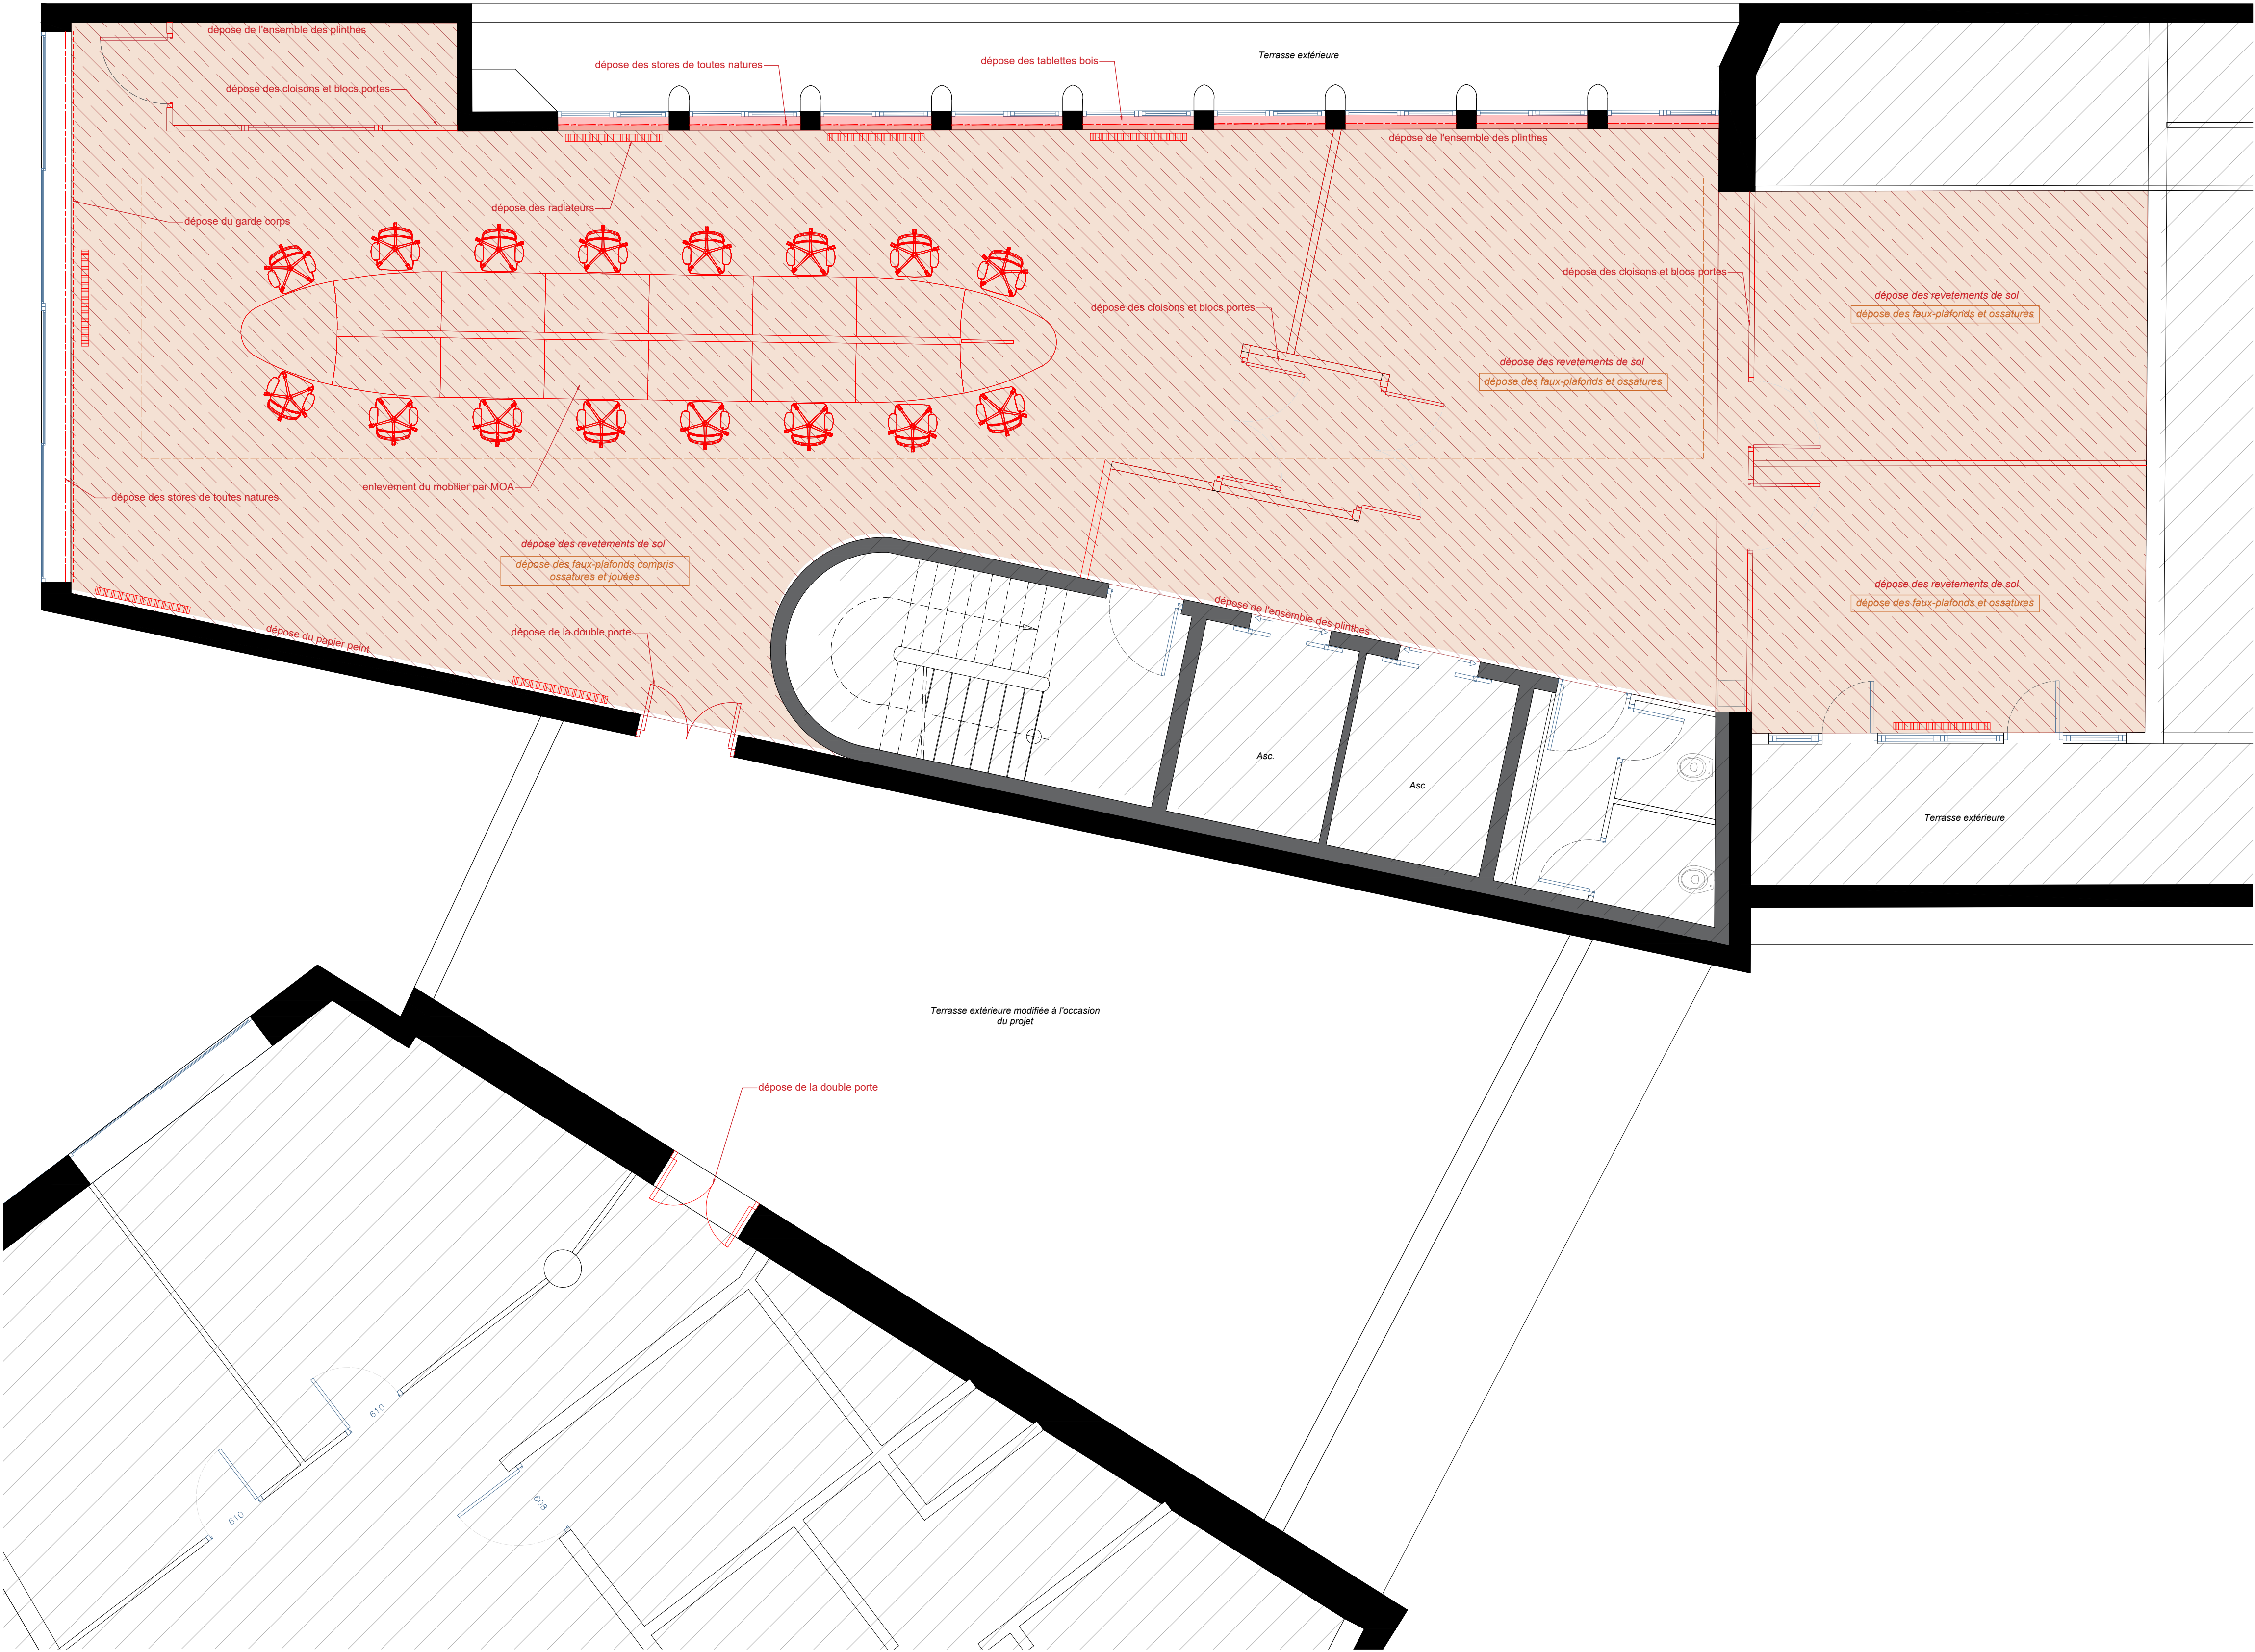 dépose de l'ensemble des plinthes
Terrasse extérieure
dépose des stores de toutes natures
dépose des tablettes bois
dépose des cloisons et blocs portes
dépose de l'ensemble des plinthes
dépose des radiateurs
dépose du garde corps
dépose des cloisons et blocs portes
dépose des revetements de sol
dépose des faux-plafonds et ossatures
dépose des cloisons et blocs portes
dépose des revetements de sol
dépose des faux-plafonds et ossatures
enlevement du mobilier par MOA
dépose des stores de toutes natures
dépose des revetements de sol
dépose des faux-plafonds compris
ossatures et jouées
dépose des revetements de sol
dépose des faux-plafonds et ossatures
dépose de l'ensemble des plinthes
dépose du papier peint
dépose de la double porte
Asc.
Asc.
Terrasse extérieure
Terrasse extérieure modifiée à l'occasion
du projet
dépose de la double porte
610
610
608